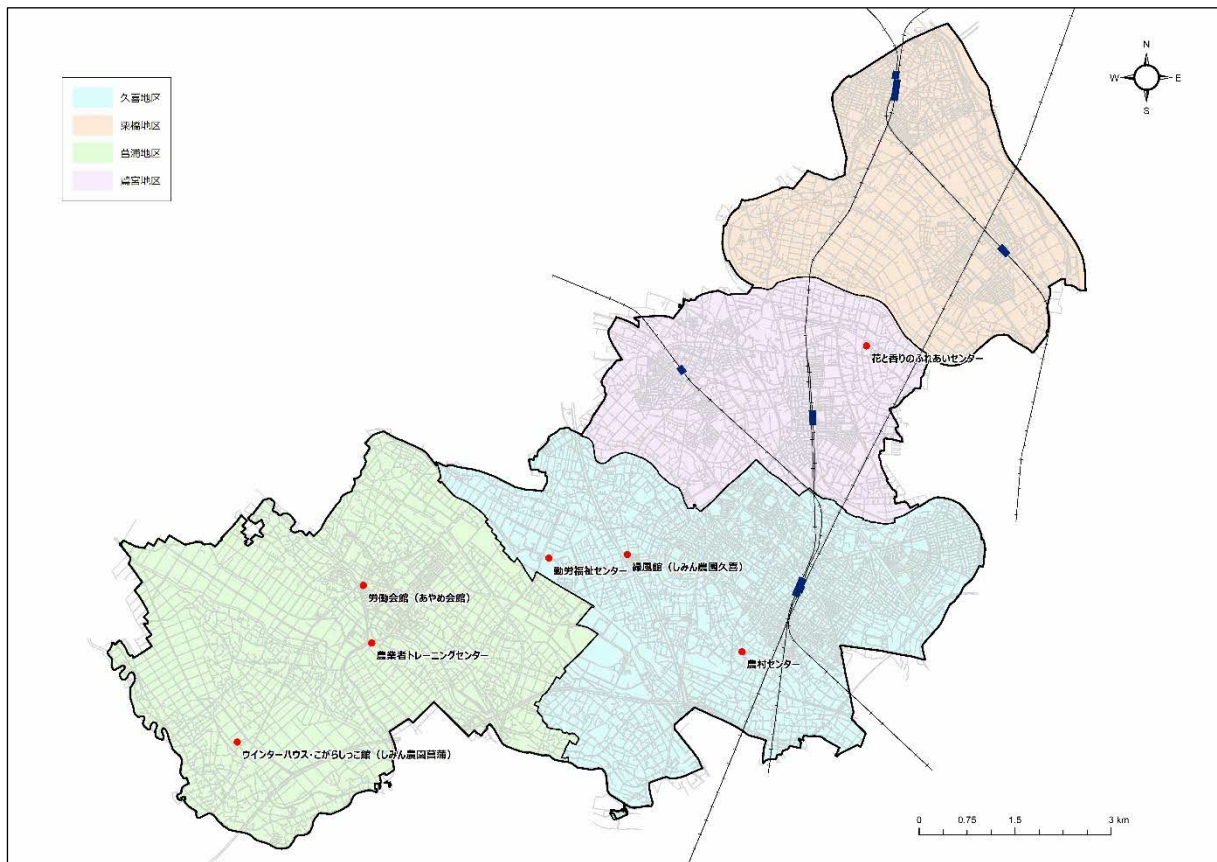 久喜地区
栗橋地区
菖蒲地区
鷲宮地区
N
W
E
S
花と香りのふれあいセンター
勤労福祉センター
緑風館（しみん農園久喜）
労働会館（あやめ会館）
農業者トレーニングセンター
農村センター
ウインターハウス・こがらしっこ館（しみん農園菖蒲）
0 0.75 1.5 3 km